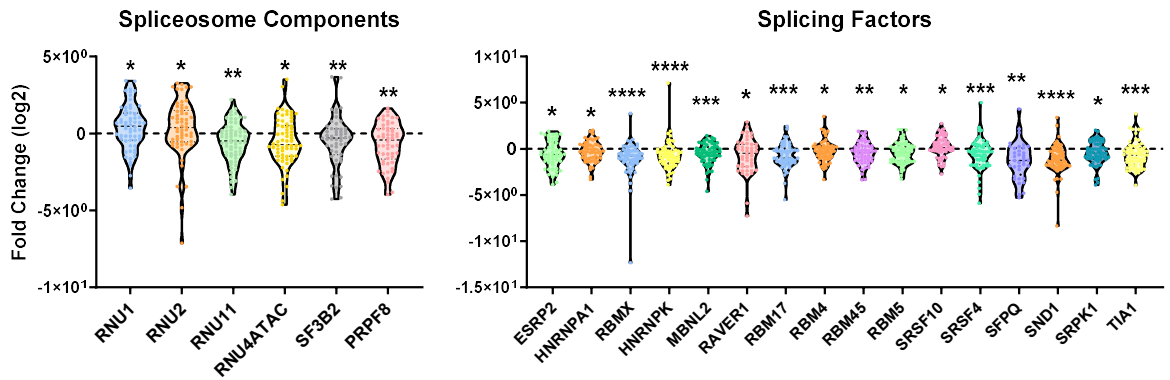 Spliceosome Components
Splicing Factors
Fold Change (log2)
5×10⁰
0
-5×10⁰
-1×10¹
* * ** * ** **
RNU1 RNU2 RNU11 RNU4ATAC SF3B2 PRPF8
1×10¹
5×10⁰
0
-5×10⁰
-1×10¹
-1.5×10¹
* * **** **** *** * *** * ** * * *** ** **** * ***
ESRP2 HNRNPA1 RBMX HNRNPK MBNL2 RAVER1 RBM17 RBM4 RBM45 RBM5 SRSF10 SRSF4 SFPQ SND1 SRPK1 TIA1